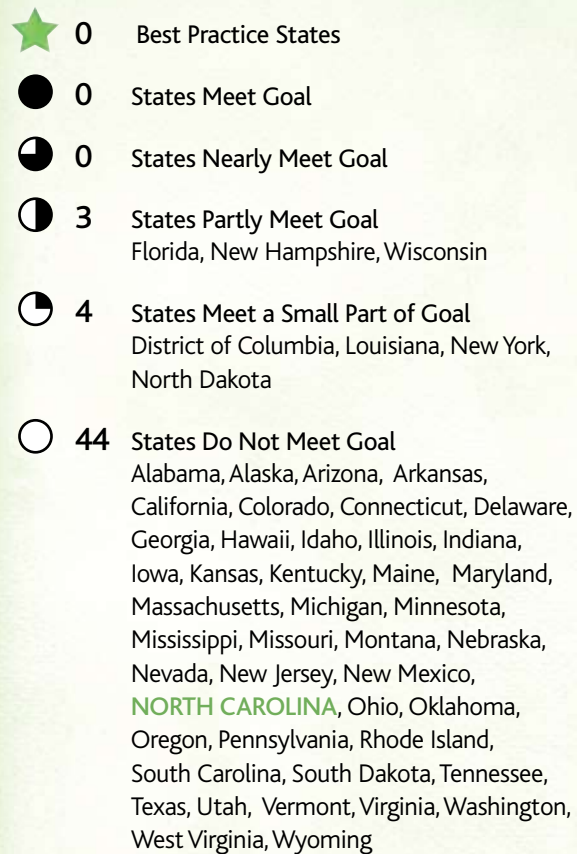 0 Best Practice States
0 States Meet Goal
0 States Nearly Meet Goal
3 States Partly Meet Goal
Florida, New Hampshire, Wisconsin
4 States Meet a Small Part of Goal
District of Columbia, Louisiana, New York,
North Dakota
44 States Do Not Meet Goal
Alabama, Alaska, Arizona, Arkansas,
California, Colorado, Connecticut, Delaware,
Georgia, Hawaii, Idaho, Illinois, Indiana,
Iowa, Kansas, Kentucky, Maine, Maryland,
Massachusetts, Michigan, Minnesota,
Mississippi, Missouri, Montana, Nebraska,
Nevada, New Jersey, New Mexico,
NORTH CAROLINA, Ohio, Oklahoma,
Oregon, Pennsylvania, Rhode Island,
South Carolina, South Dakota, Tennessee,
Texas, Utah, Vermont, Virginia, Washington,
West Virginia, Wyoming